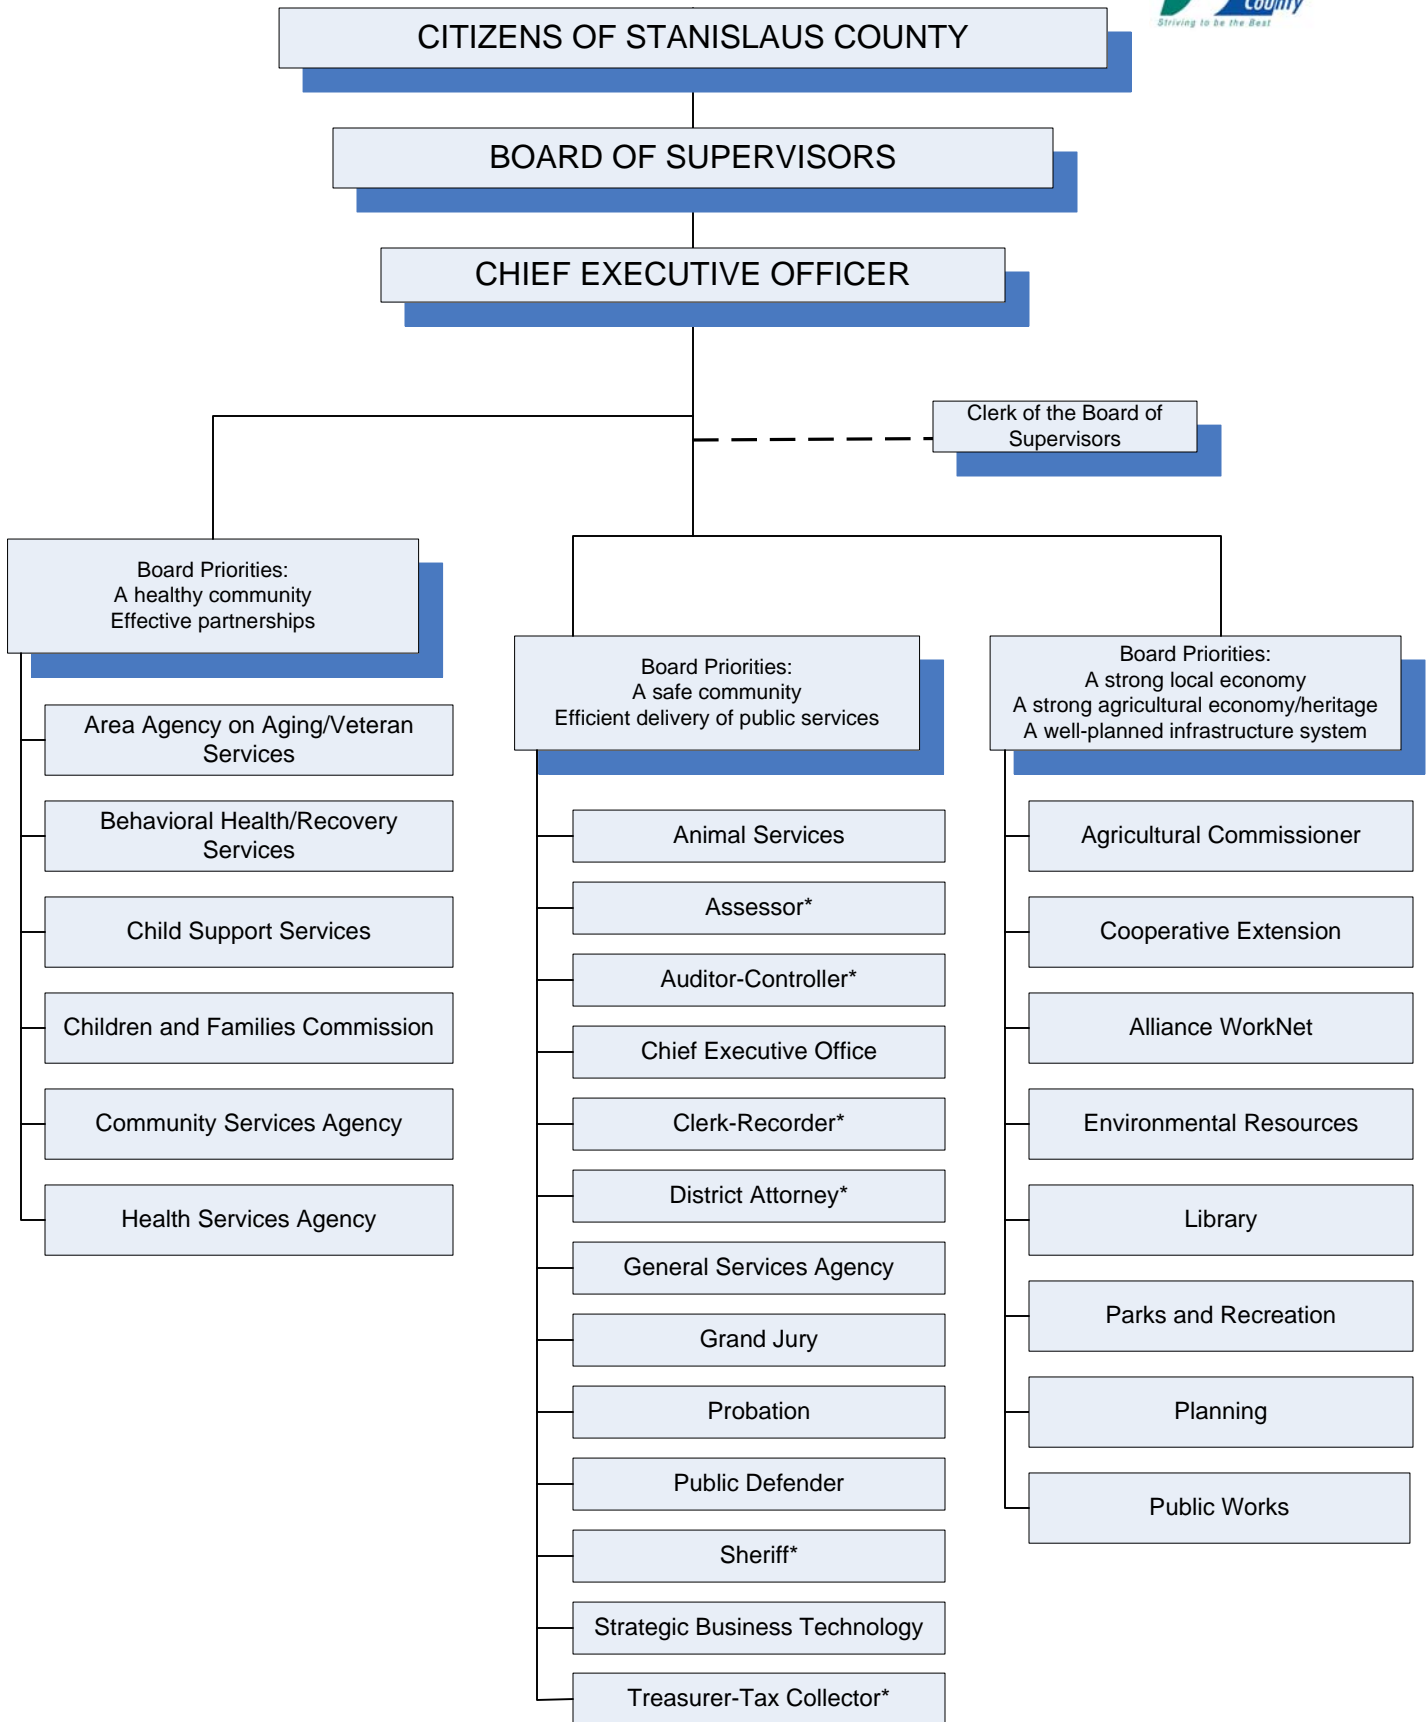 County
Striving to be the Best
CITIZENS OF STANISLAUS COUNTY
BOARD OF SUPERVISORS
CHIEF EXECUTIVE OFFICER
Clerk of the Board of
Supervisors
Board Priorities:
A healthy community
Effective partnerships
Area Agency on Aging/Veteran
Services
Behavioral Health/Recovery
Services
Child Support Services
Children and Families Commission
Community Services Agency
Health Services Agency
Board Priorities:
A safe community
Efficient delivery of public services
Animal Services
Assessor*
Auditor-Controller*
Chief Executive Office
Clerk-Recorder*
District Attorney*
General Services Agency
Grand Jury
Probation
Public Defender
Sheriff*
Strategic Business Technology
Treasurer-Tax Collector*
Board Priorities:
A strong local economy
A strong agricultural economy/heritage
A well-planned infrastructure system
Agricultural Commissioner
Cooperative Extension
Alliance WorkNet
Environmental Resources
Library
Parks and Recreation
Planning
Public Works